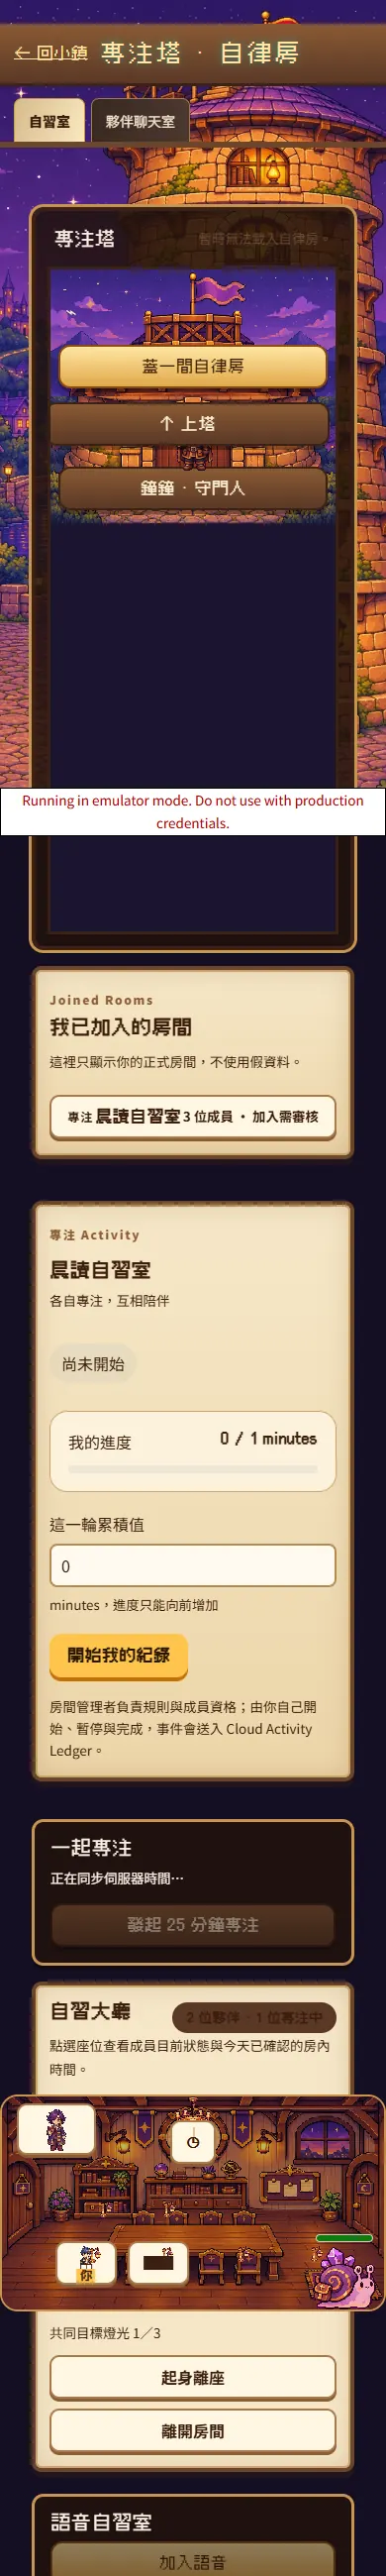 ← 回小鎮 專注塔 · 自律房
自習室 夥伴聊天室
專注塔 暫時無法載入自律房。
蓋一間自律房
↑ 上塔
鐘鐘 · 守門人
Running in emulator mode. Do not use with production
credentials.
Joined Rooms
我已加入的房間
這裡只顯示你的正式房間，不使用假資料。
專注 晨讀自習室 3 位成員 · 加入需審核
專注 Activity
晨讀自習室
各自專注，互相陪伴
尚未開始
我的進度 0 / 1 minutes
這一輪累積值
0
minutes，進度只能向前增加
開始我的紀錄
房間管理者負責規則與成員資格；由你自己開
始、暫停與完成，事件會送入 Cloud Activity
Ledger。
一起專注
正在同步伺服器時間…
發起 25 分鐘專注
自習大廳 2 位夥伴 · 1 位專注中
點選座位查看成員目前狀態與今天已確認的房內
時間。
你
共同目標燈光 1／3
起身離座
離開房間
語音自習室
加入語音